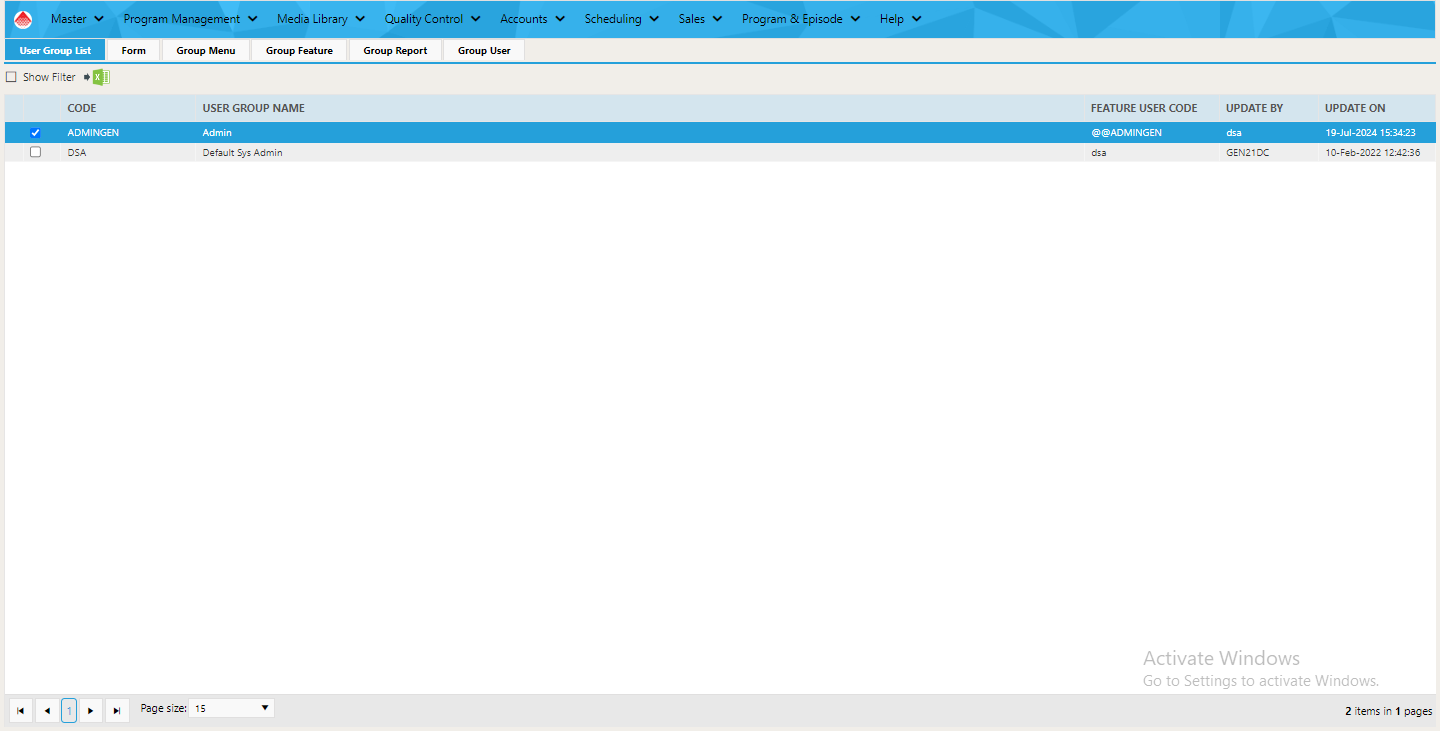 Master Program Management Media Library Quality Control Accounts Scheduling Sales Program & Episode Help
User Group List Form Group Menu Group Feature Group Report Group User
Show Filter
CODE USER GROUP NAME FEATURE USER CODE UPDATE BY UPDATE ON
ADMINGEN Admin @@ADMINGEN dsa 19-Jul-2024 15:34:23
DSA Default Sys Admin dsa GEN21DC 10-Feb-2022 12:42:36
Activate Windows
Go to Settings to activate Windows.
1 Page size: 15 2 items in 1 pages